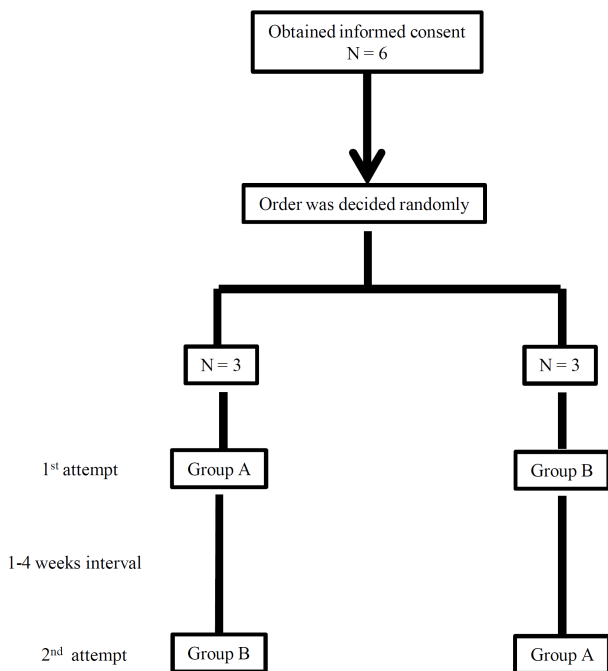 Obtained informed consent
N = 6
Order was decided randomly
N = 3
N = 3
1st attempt
Group A
Group B
1-4 weeks interval
2nd attempt
Group B
Group A